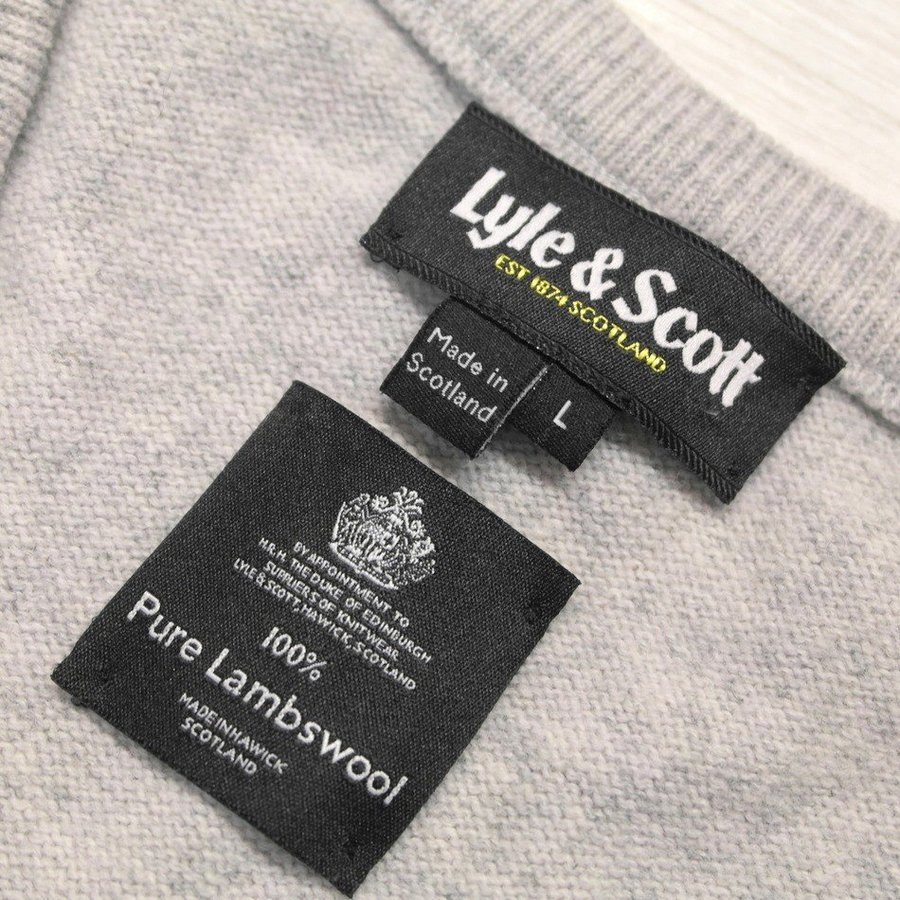 Lyle & Scott
EST 1874 SCOTLAND
Made in
Scotland
L
BY APPOINTMENT TO
H.R.H. THE DUKE OF EDINBURGH
SUPPLIERS OF KNITWEAR
LYLE & SCOTT, HAWICK, SCOTLAND
100%
Pure Lambswool
MADE IN HAWICK
SCOTLAND